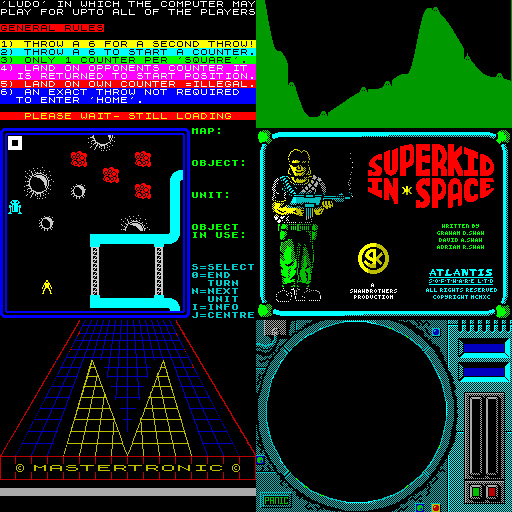 'LUDO' IN WHICH THE COMPUTER MAY
PLAY FOR UPTO ALL OF THE PLAYERS
GENERAL RULES
1) THROW A 6 FOR A SECOND THROW!
2) THROW A 6 TO START A COUNTER.
3) ONLY 1 COUNTER PER 'SQUARE'.
4) LAND ON OPPONENTS COUNTER IT
IS RETURNED TO START POSITION.
5) LAND ON OWN COUNTER =ILLEGAL.
6) AN EXACT THROW NOT REQUIRED
TO ENTER 'HOME'.
PLEASE WAIT- STILL LOADING
MAP:
OBJECT:
UNIT:
OBJECT
IN USE:
S=SELECT
0=END
TURN
N=NEXT
UNIT
I=INFO
J=CENTRE
SUPERKID
IN * SPACE
WRITTEN BY
GRAHAM D.SHAW
DAVID A.SHAW
ADRIAN R.SHAW
SK
A
SHAWBROTHERS
PRODUCTION
ATLANTIS
SOFTWARE LTD
ALL RIGHTS RESERVED
COPYRIGHT MCMXC
© MASTERTRONIC ©
PANIC